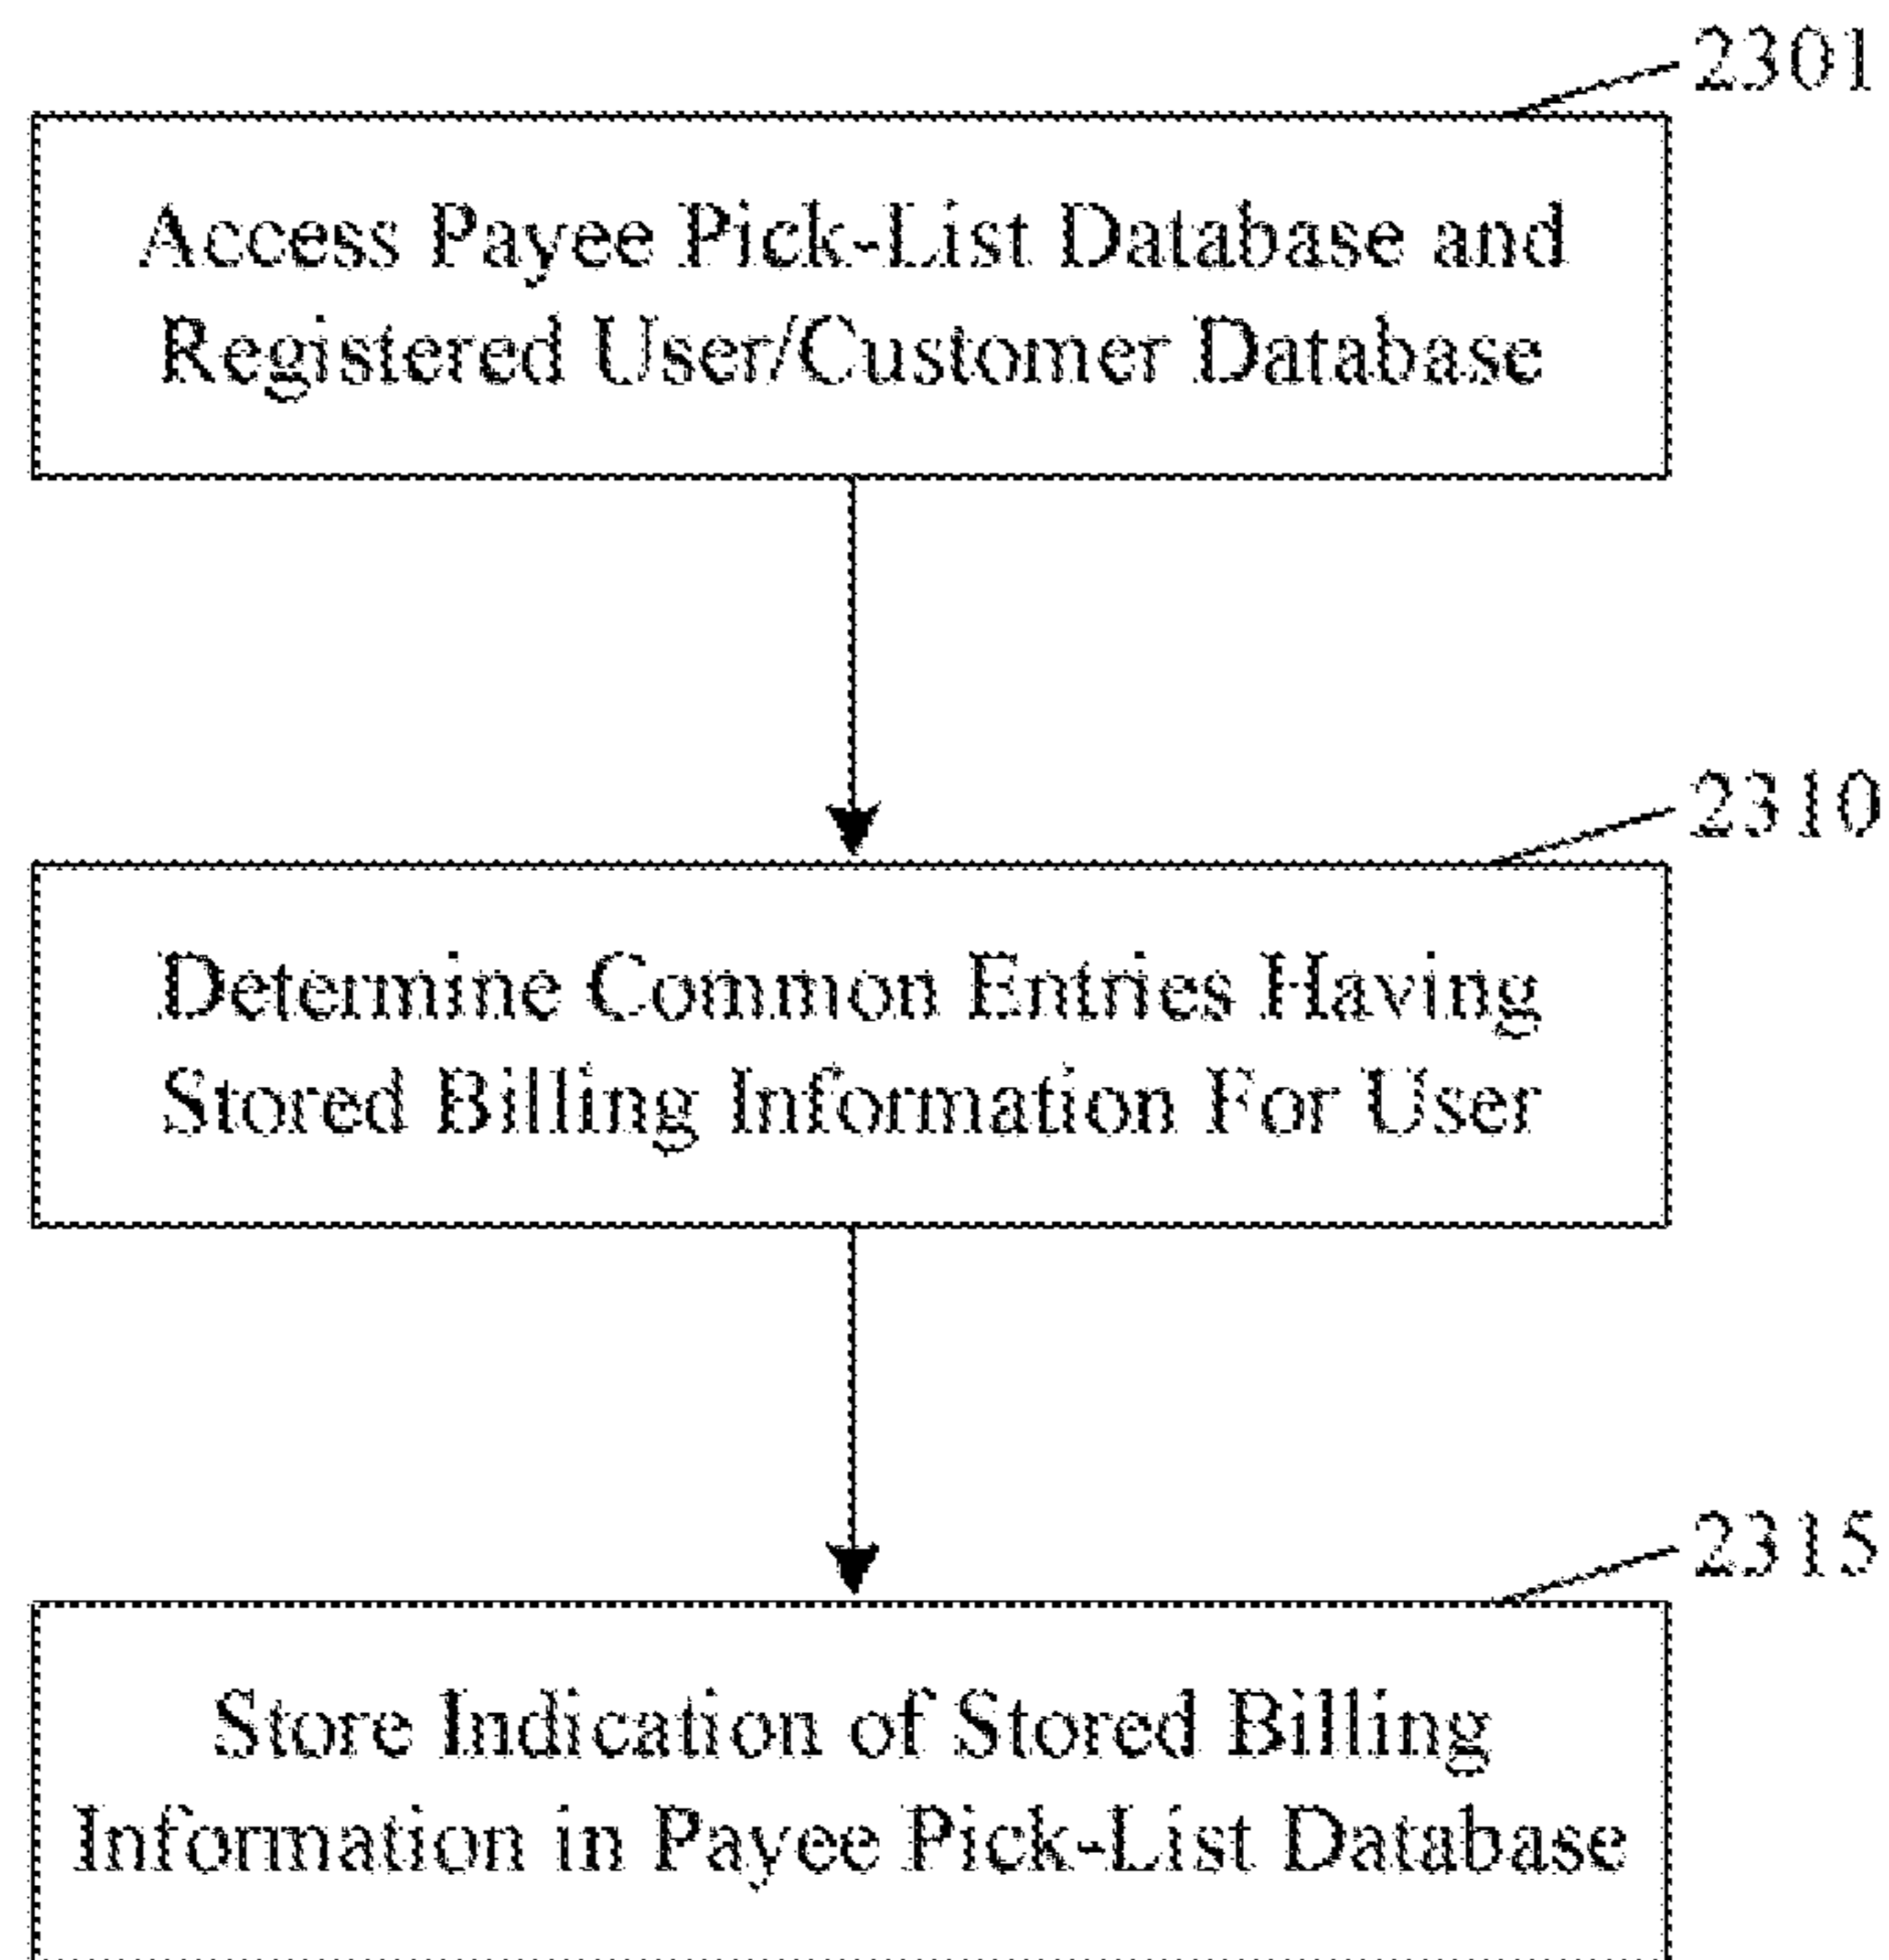 2301
Access Payee Pick-List Database and
Registered User/Customer Database
2310
Determine Common Entries Having
Stored Billing Information For User
2315
Store Indication of Stored Billing
Information in Payee Pick-List Database